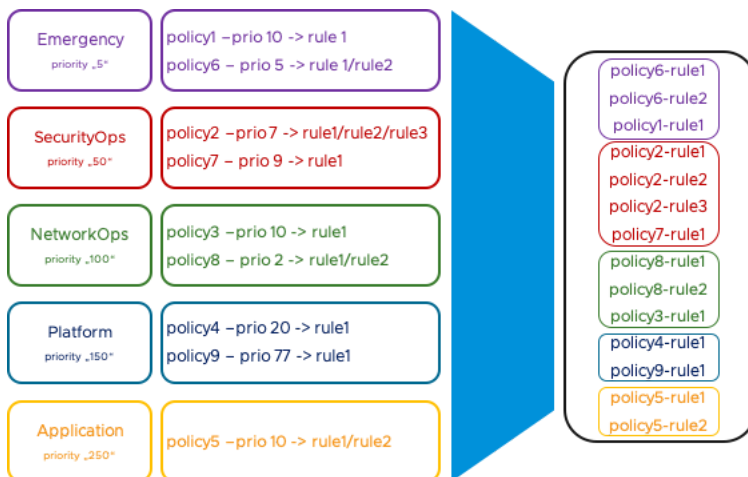 Emergency
priority „5“
policy1 –prio 10 -> rule 1
policy6 – prio 5 -> rule 1/rule2
SecurityOps
priority „50“
policy2 –prio 7 -> rule1/rule2/rule3
policy7 – prio 9 -> rule1
NetworkOps
priority „100“
policy3 –prio 10 -> rule1
policy8 – prio 2 -> rule1/rule2
Platform
priority „150“
policy4 –prio 20 -> rule1
policy9 – prio 77 -> rule1
Application
priority „250“
policy5 –prio 10 -> rule1/rule2
policy6-rule1
policy6-rule2
policy1-rule1
policy2-rule1
policy2-rule2
policy2-rule3
policy7-rule1
policy8-rule1
policy8-rule2
policy3-rule1
policy4-rule1
policy9-rule1
policy5-rule1
policy5-rule2